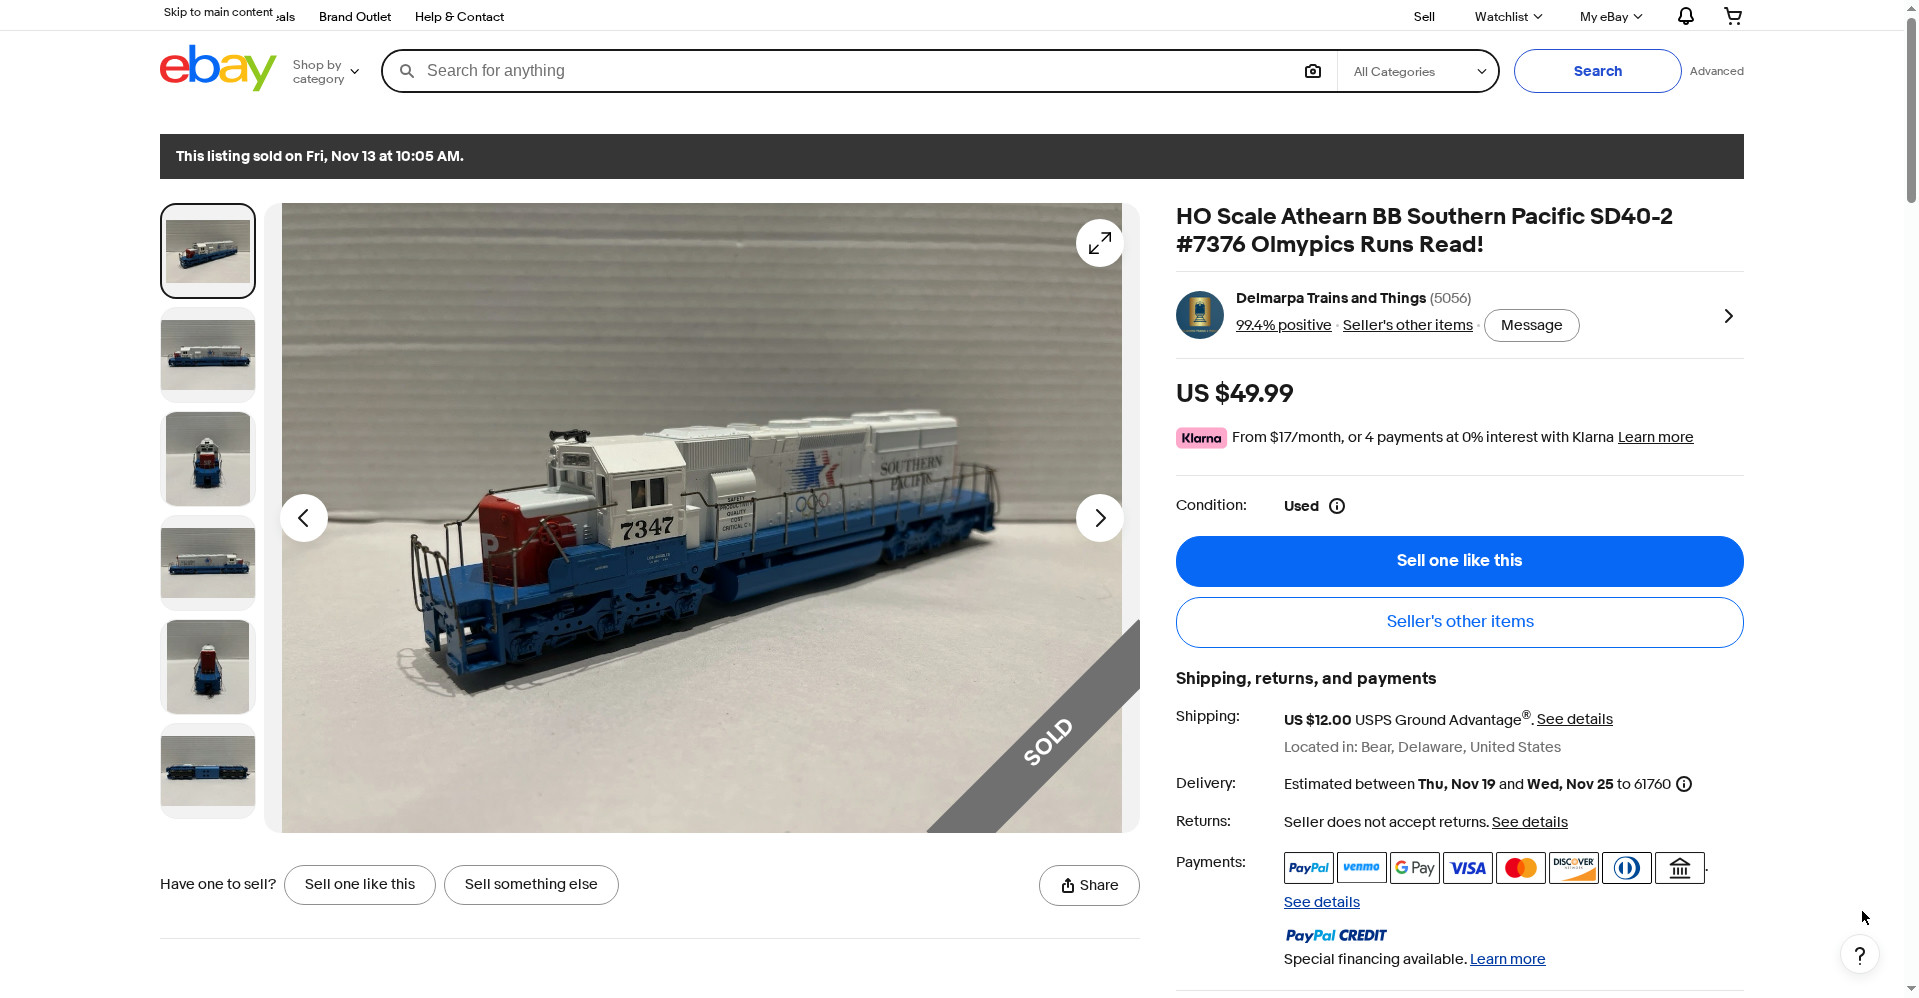 Skip to main content
eals
Brand Outlet
Help & Contact
Sell
Watchlist
My eBay
ebay
Shop by category
Search for anything
All Categories
Search
Advanced
This listing sold on Fri, Nov 13 at 10:05 AM.
HO Scale Athearn BB Southern Pacific SD40-2
#7376 Olmypics Runs Read!
Delmarpa Trains and Things (5056)
99.4% positive · Seller's other items · Message
US $49.99
Klarna From $17/month, or 4 payments at 0% interest with Klarna Learn more
Condition: Used
Sell one like this
Seller's other items
Shipping, returns, and payments
Shipping: US $12.00 USPS Ground Advantage®. See details
Located in: Bear, Delaware, United States
Delivery: Estimated between Thu, Nov 19 and Wed, Nov 25 to 61760
Returns: Seller does not accept returns. See details
Payments: PayPal venmo G Pay VISA DISCOVER .
See details
PayPal CREDIT
Special financing available. Learn more
SOUTHERN
PACIFIC
SAFETY
PRODUCTIVITY
QUALITY
COST
CRITICAL C's
7347
P
SOLD
Have one to sell? Sell one like this Sell something else
Share
?